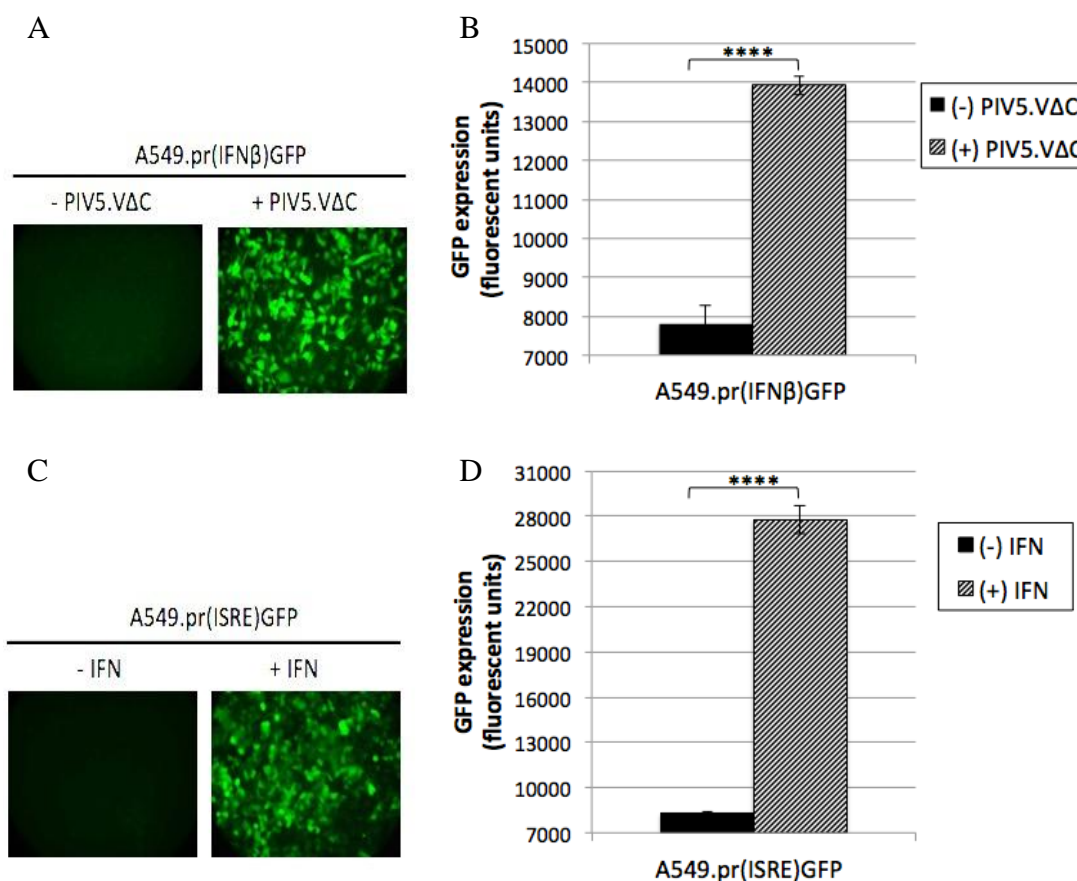 A
A549.pr(IFNβ)GFP
- PIV5.VΔC + PIV5.VΔC
B
GFP expression
(fluorescent units)
15000
14000
13000
12000
11000
10000
9000
8000
7000
****
A549.pr(IFNβ)GFP
(-) PIV5.VΔC
(+) PIV5.VΔC
C
A549.pr(ISRE)GFP
- IFN + IFN
D
GFP expression
(fluorescent units)
31000
28000
25000
22000
19000
16000
13000
10000
7000
****
A549.pr(ISRE)GFP
(-) IFN
(+) IFN